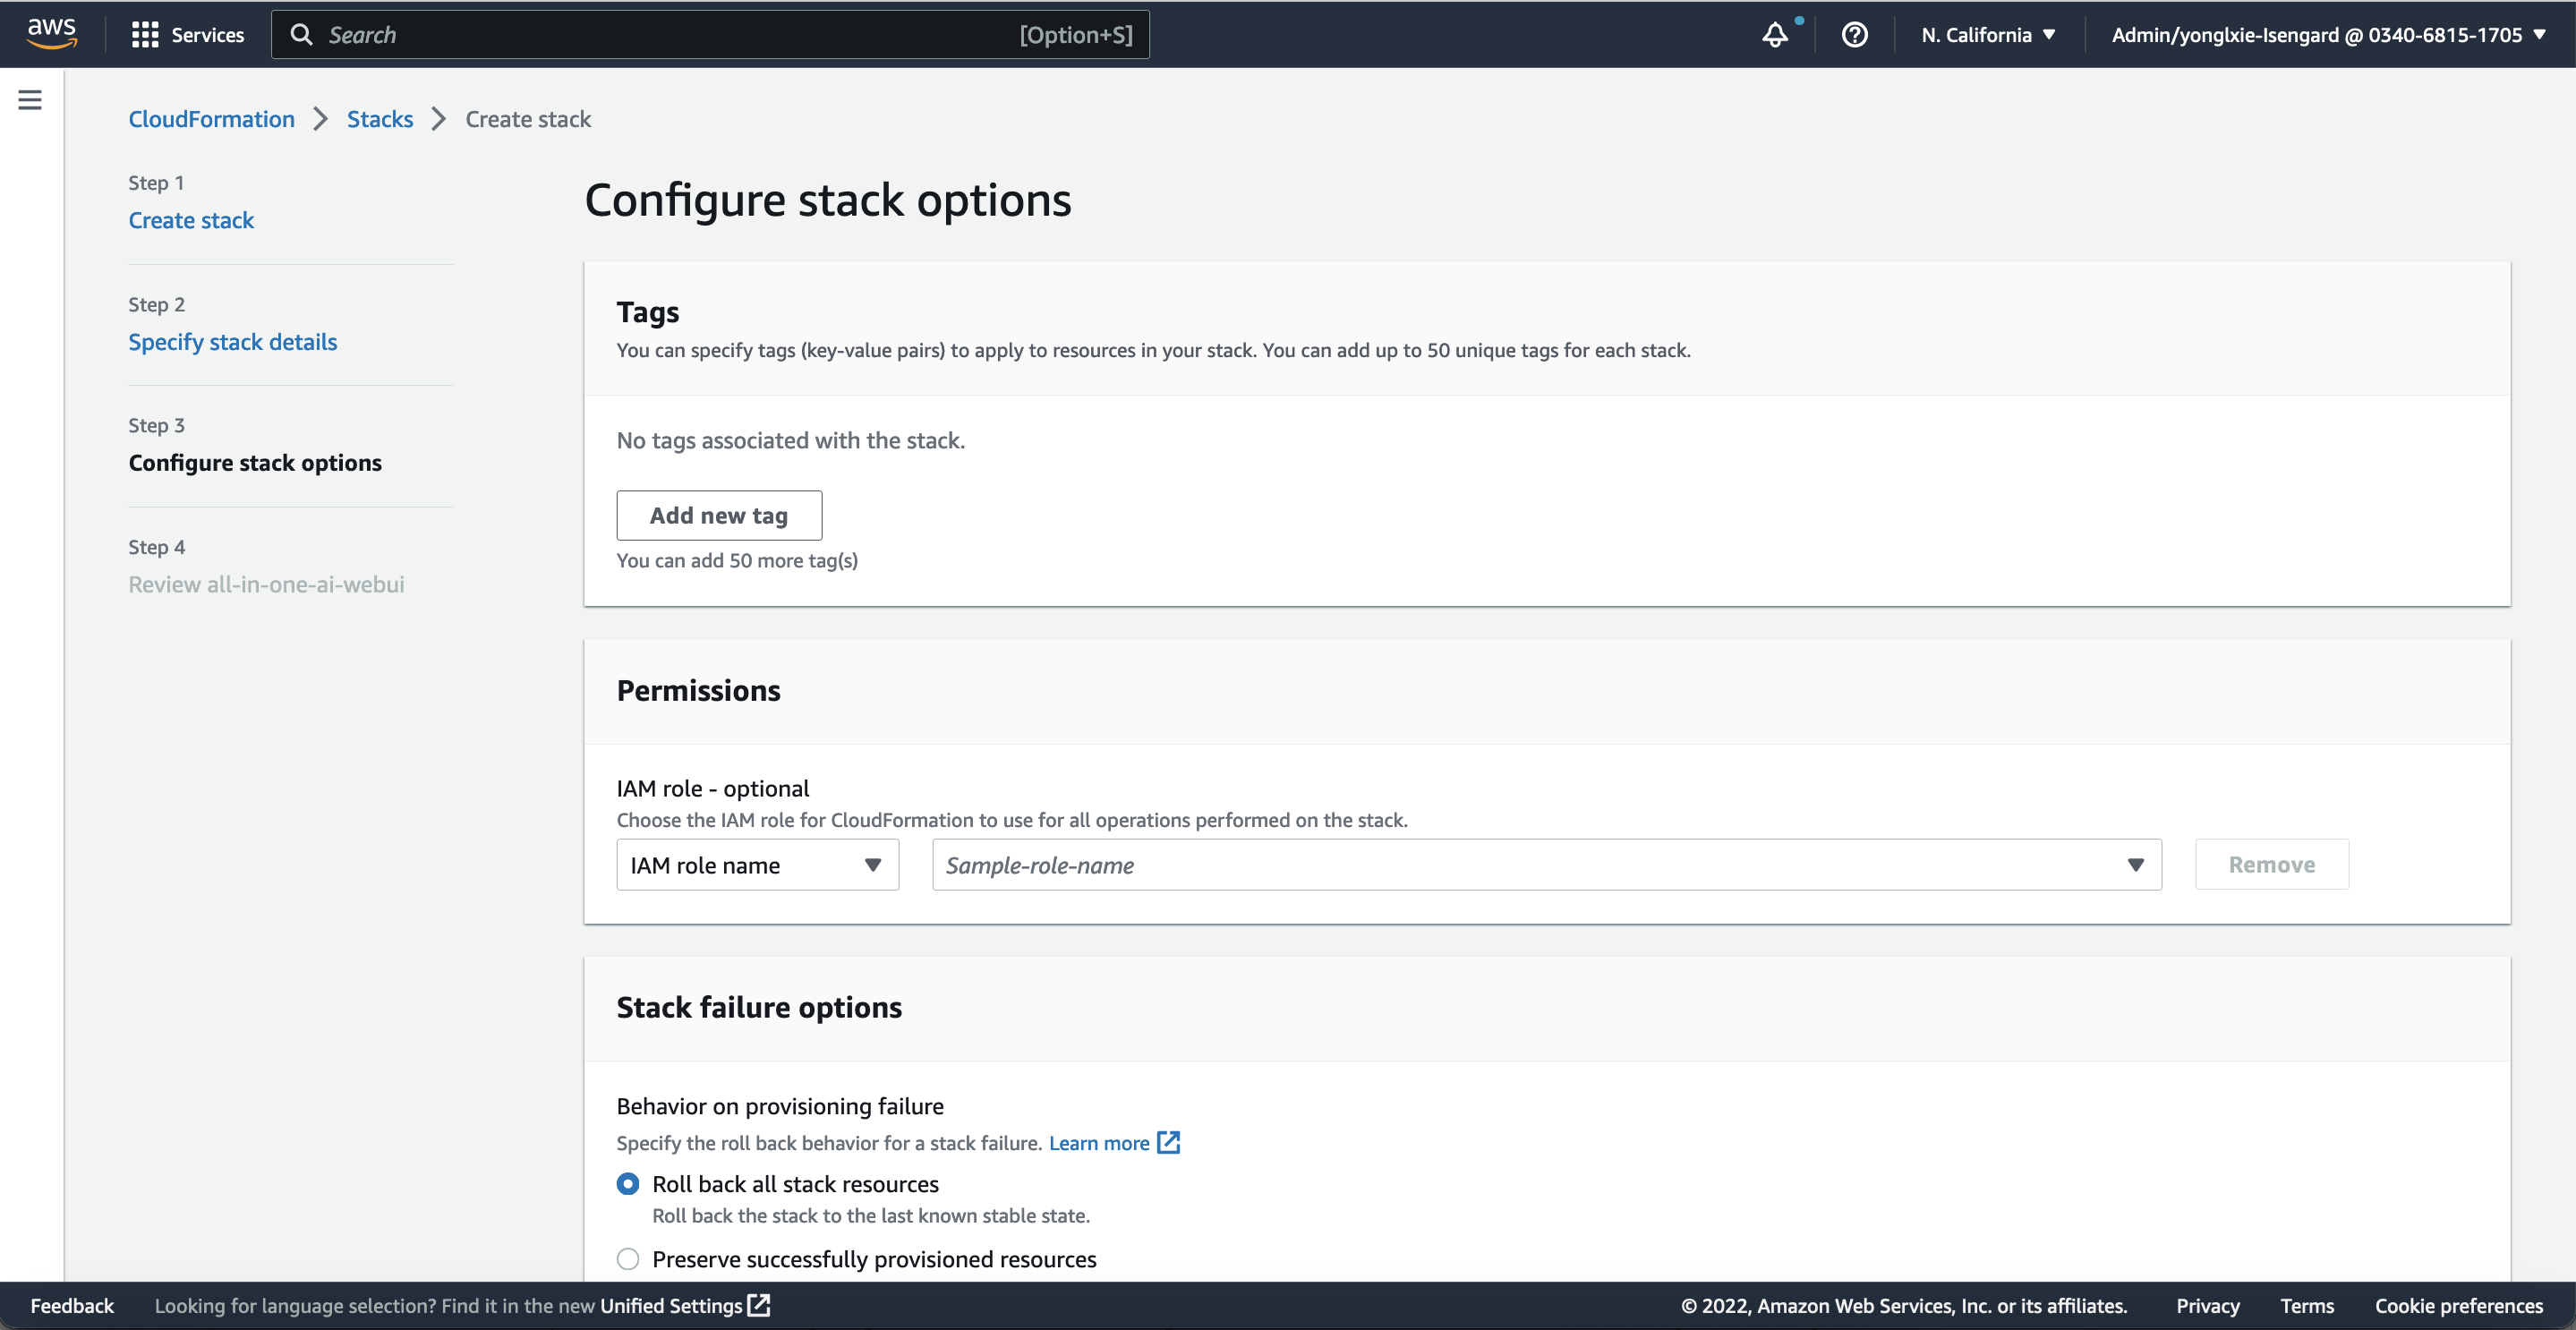 aws
Services
Search
[Option+S]
N. California
Admin/yonglxie-Isengard @ 0340-6815-1705
CloudFormation
Stacks
Create stack
Step 1
Create stack
Step 2
Specify stack details
Step 3
Configure stack options
Step 4
Review all-in-one-ai-webui
Configure stack options
Tags
You can specify tags (key-value pairs) to apply to resources in your stack. You can add up to 50 unique tags for each stack.
No tags associated with the stack.
Add new tag
You can add 50 more tag(s)
Permissions
IAM role - optional
Choose the IAM role for CloudFormation to use for all operations performed on the stack.
IAM role name
Sample-role-name
Remove
Stack failure options
Behavior on provisioning failure
Specify the roll back behavior for a stack failure. Learn more
Roll back all stack resources
Roll back the stack to the last known stable state.
Preserve successfully provisioned resources
Feedback
Looking for language selection? Find it in the new Unified Settings
© 2022, Amazon Web Services, Inc. or its affiliates.
Privacy
Terms
Cookie preferences